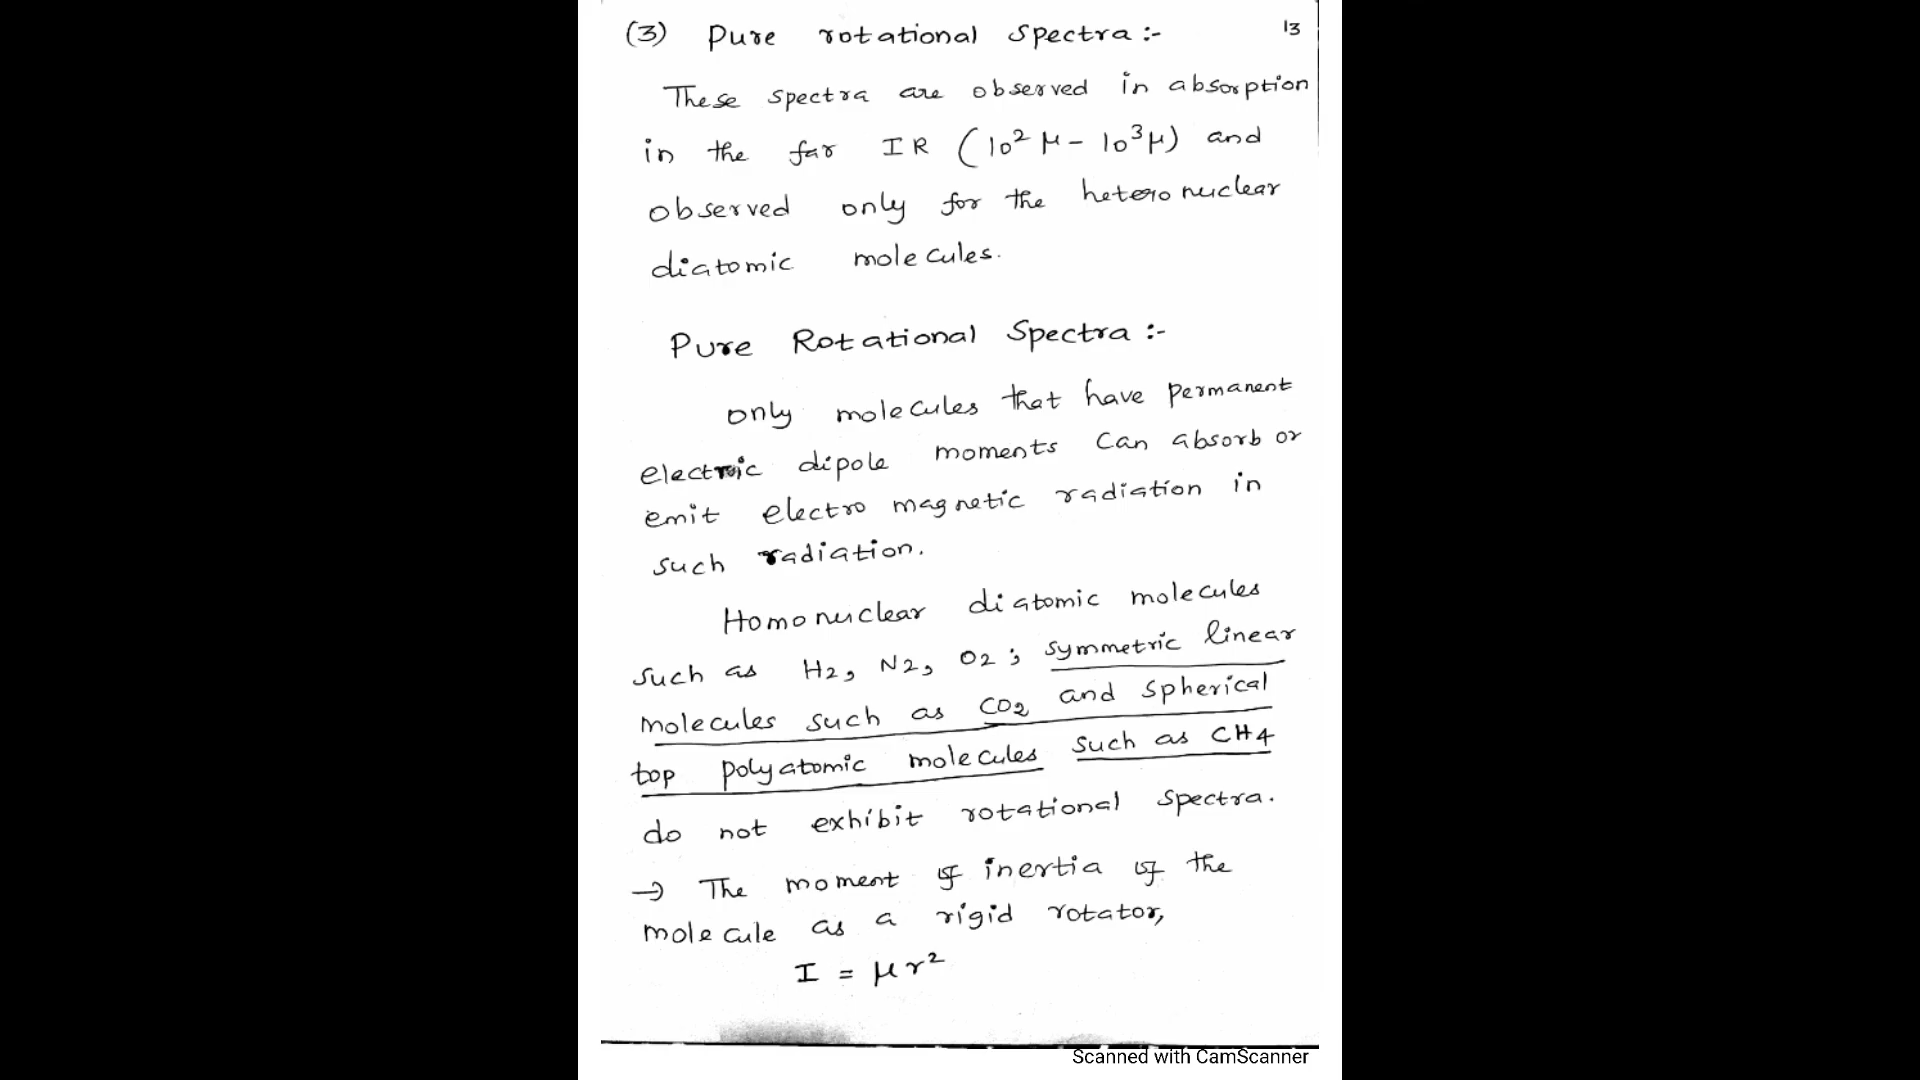 (3) Pure rotational Spectra :- 13
These spectra are observed in absorption
in the far IR (10² μ - 10³ μ) and
observed only for the hetero nuclear
diatomic molecules.
Pure Rotational Spectra :-
only molecules that have permanent
electric dipole moments can absorb or
emit electro magnetic radiation in
such radiation.
Homonuclear diatomic molecules
such as H2, N2, O2; symmetric linear
molecules such as CO2 and spherical
top polyatomic molecules such as CH4
do not exhibit rotational spectra.
→ The moment of inertia of the
molecule as a rigid rotator,
I = μr²
Scanned with CamScanner